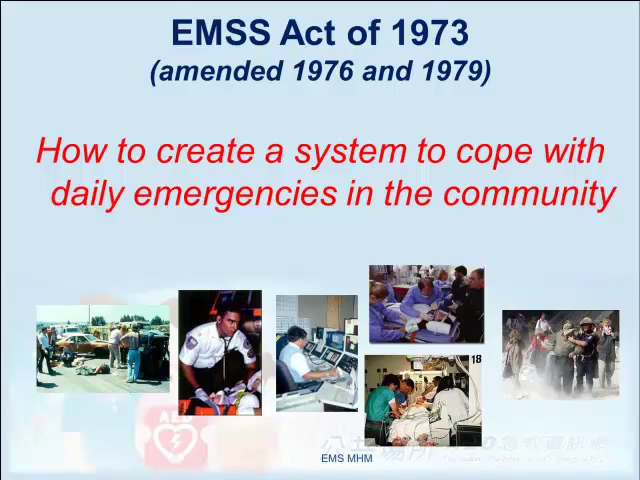 EMSS Act of 1973
(amended 1976 and 1979)
How to create a system to cope with
daily emergencies in the community
18
AED
EMS MHM